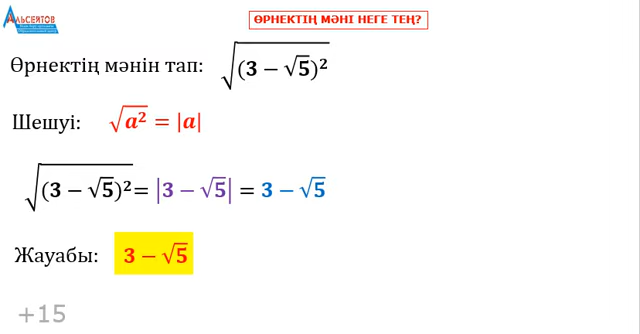 АЛЬСЕИТОВ
ӨРНЕКТІҢ МӘНІ НЕГЕ ТЕҢ?
Өрнектің мәнін тап: √(3 − √5)²
Шешуі: √a² = |a|
√(3 − √5)² = |3 − √5| = 3 − √5
Жауабы: 3 − √5
+15